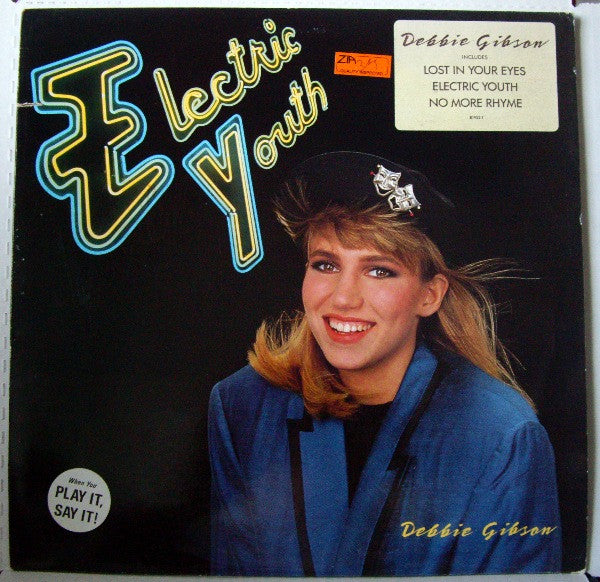 Electric
Youth
ZIP
Debbie Gibson
INCLUDES
LOST IN YOUR EYES
ELECTRIC YOUTH
NO MORE RHYME
When You
PLAY IT,
SAY IT!
Debbie Gibson